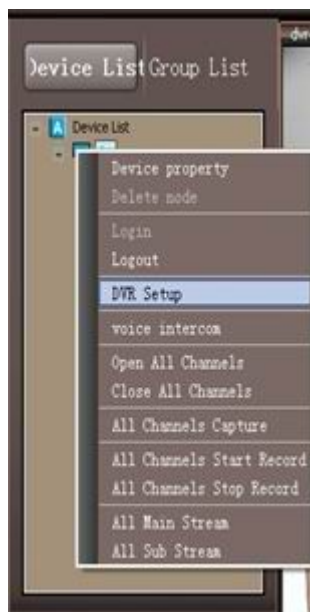 dvr
Device List Group List
A Device List
Device property
Delete node
Login
Logout
DVR Setup
voice intercom
Open All Channels
Close All Channels
All Channels Capture
All Channels Start Record
All Channels Stop Record
All Main Stream
All Sub Stream